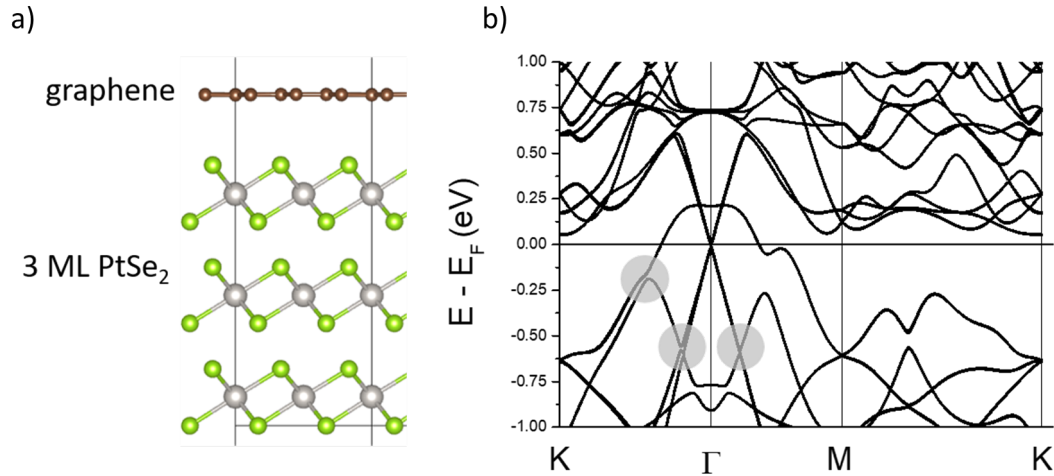 a)
graphene
3 ML PtSe2
b)
E - EF (eV)
1.00
0.75
0.50
0.25
0.00
-0.25
-0.50
-0.75
-1.00
K Γ M K